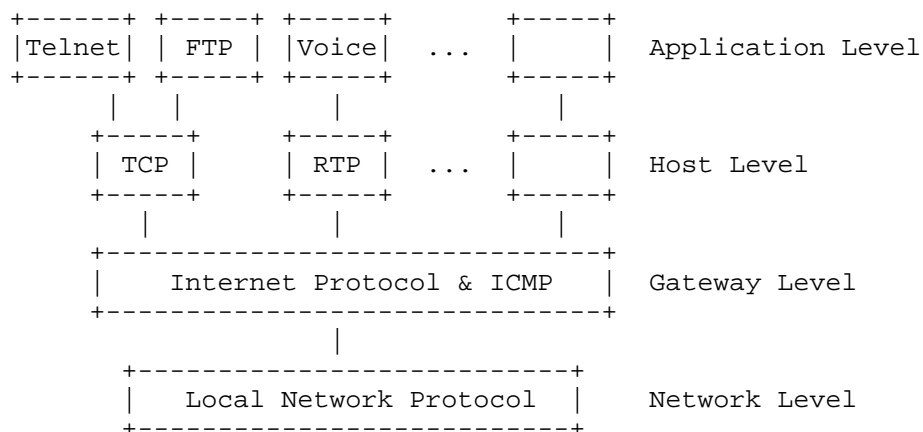 Telnet FTP Voice ... Application Level
TCP RTP ... Host Level
Internet Protocol & ICMP Gateway Level
Local Network Protocol Network Level